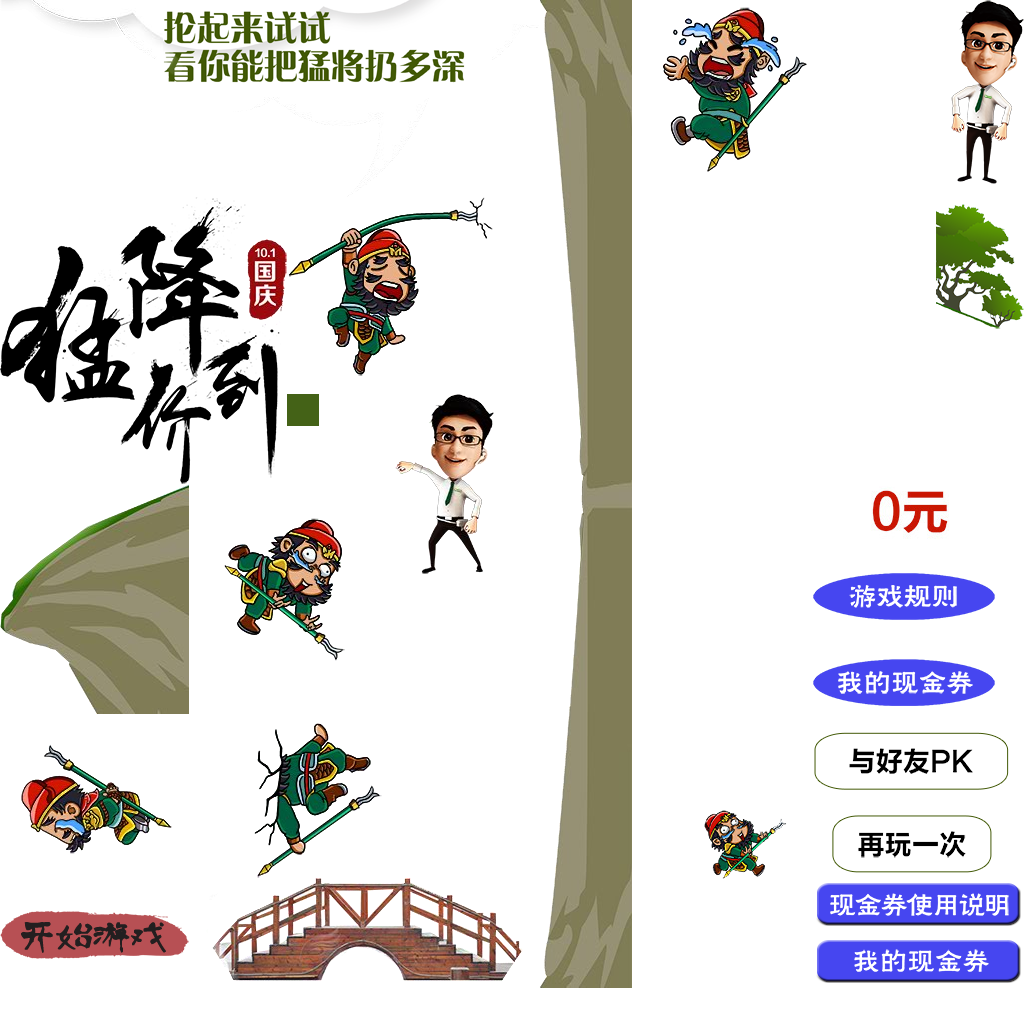 抡起来试试
看你能把猛将扔多深
猛降价到
10.1
国庆
0元
游戏规则
我的现金券
与好友PK
再玩一次
开始游戏
现金券使用说明
我的现金券